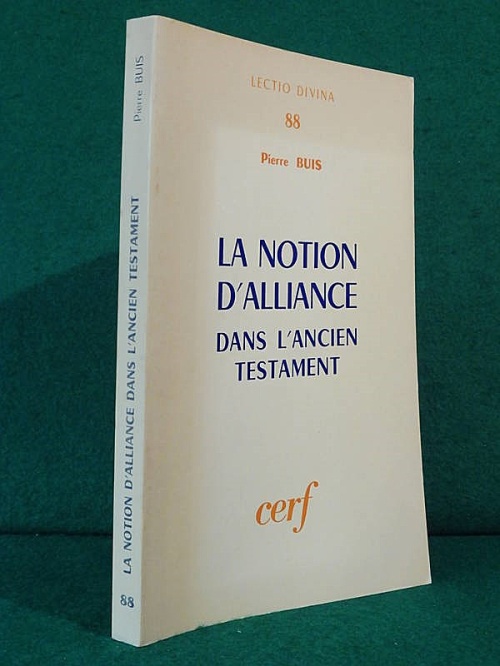 Pierre BUIS
LA NOTION D'ALLIANCE DANS L'ANCIEN TESTAMENT
88
LECTIO DIVINA
88
Pierre BUIS
LA NOTION
D'ALLIANCE
DANS L'ANCIEN
TESTAMENT
cerf